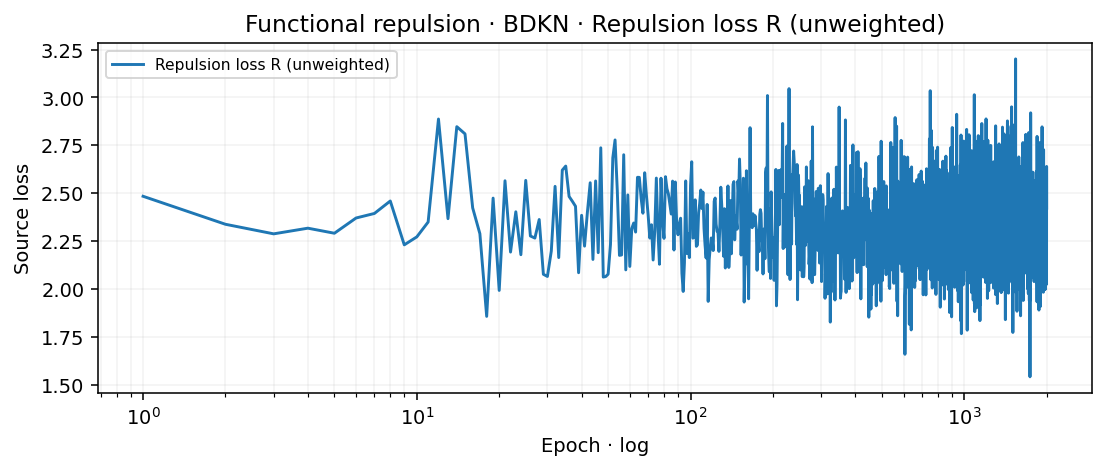 Functional repulsion · BDKN · Repulsion loss R (unweighted)
Repulsion loss R (unweighted)
Source loss
3.25
3.00
2.75
2.50
2.25
2.00
1.75
1.50
10⁰ 10¹ 10² 10³
Epoch · log